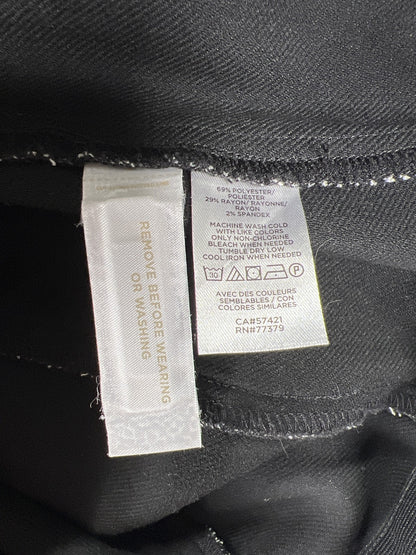 69% POLYESTER/
POLIESTER
29% RAYON/RAYONNE/
RAYON
2% SPANDEX
MACHINE WASH COLD
WITH LIKE COLORS
ONLY NON-CHLORINE
BLEACH WHEN NEEDED
TUMBLE DRY LOW
COOL IRON WHEN NEEDED
30
P
AVEC DES COULEURS
SEMBLABLES / CON
COLORES SIMILARES
CA#57421
RN#77379
REMOVE BEFORE WEARING
OR WASHING